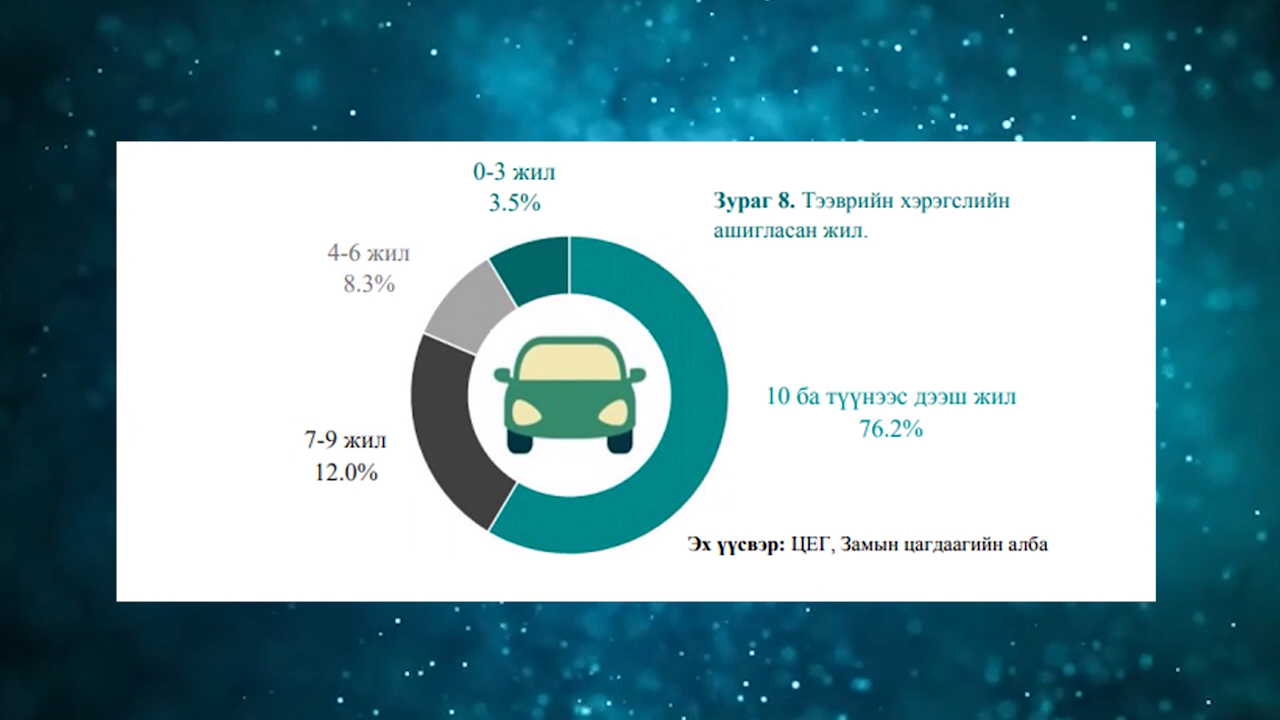 0-3 жил
3.5%
Зураг 8. Тээврийн хэрэгслийн
ашигласан жил.
4-6 жил
8.3%
10 ба түүнээс дээш жил
76.2%
7-9 жил
12.0%
Эх үүсвэр: ЦЕГ, Замын цагдаагийн алба